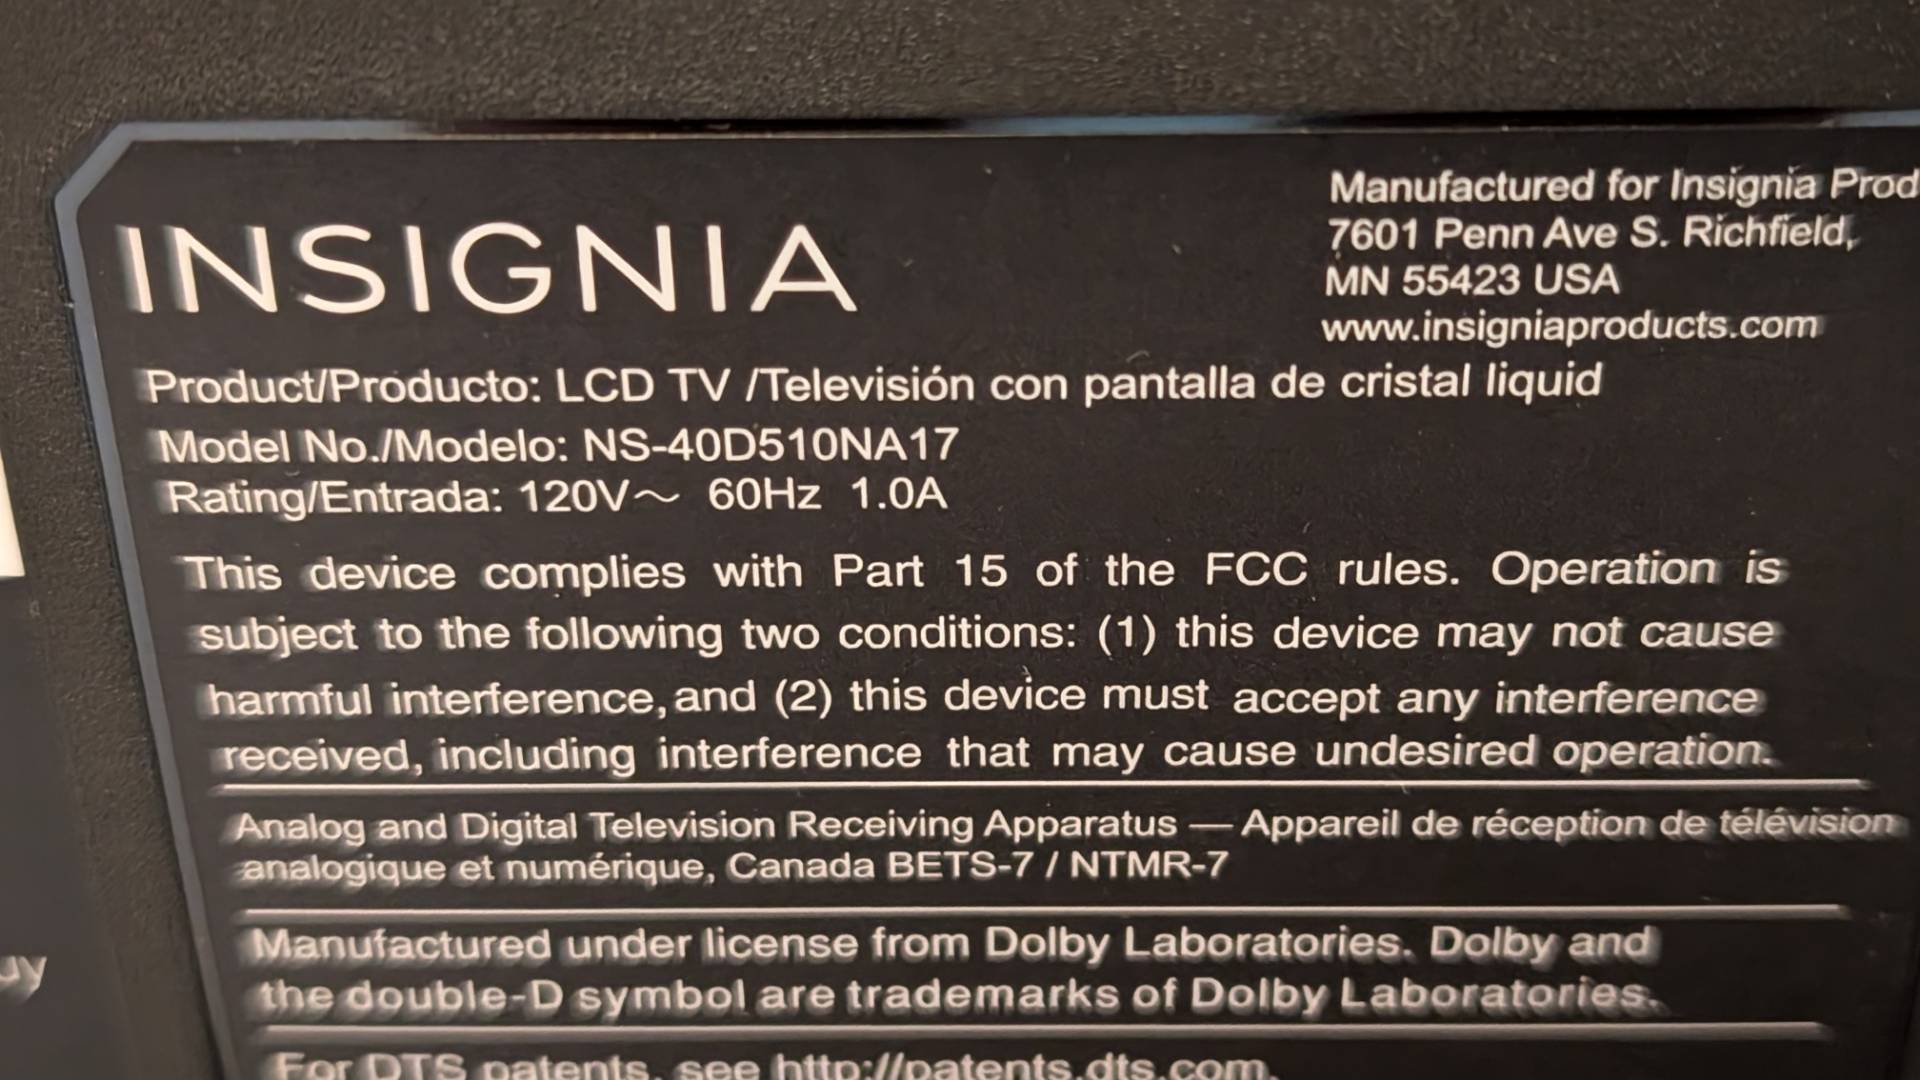 INSIGNIA
Manufactured for Insignia Prod
7601 Penn Ave S. Richfield,
MN 55423 USA
www.insigniaproducts.com
Product/Producto: LCD TV /Televisión con pantalla de cristal liquid
Model No./Modelo: NS-40D510NA17
Rating/Entrada: 120V～ 60Hz 1.0A
This device complies with Part 15 of the FCC rules. Operation is
subject to the following two conditions: (1) this device may not cause
harmful interference, and (2) this device must accept any interference
received, including interference that may cause undesired operation.
Analog and Digital Television Receiving Apparatus — Appareil de réception de télévision
analogique et numérique, Canada BETS-7 / NTMR-7
Manufactured under license from Dolby Laboratories. Dolby and
the double-D symbol are trademarks of Dolby Laboratories.
For DTS patents, see http://patents.dts.com.